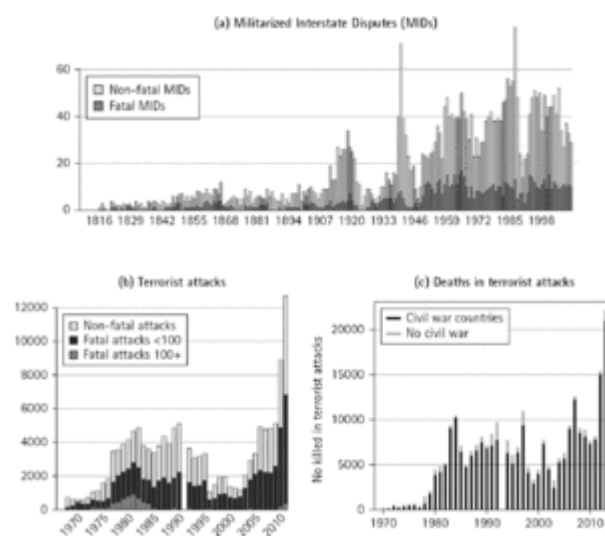 (a) Militarized Interstate Disputes (MIDs)
60
40
20
0
Non-fatal MIDs
Fatal MIDs
1816 1829 1842 1855 1868 1881 1894 1907 1920 1933 1946 1959 1972 1985 1998
(b) Terrorist attacks
12000
10000
8000
6000
4000
2000
0
Non-fatal attacks
Fatal attacks <100
Fatal attacks 100+
1970 1975 1980 1985 1990 1995 2000 2005 2010
(c) Deaths in terrorist attacks
No killed in terrorist attacks
20000
15000
10000
5000
0
Civil war countries
No civil war
1970 1980 1990 2000 2010